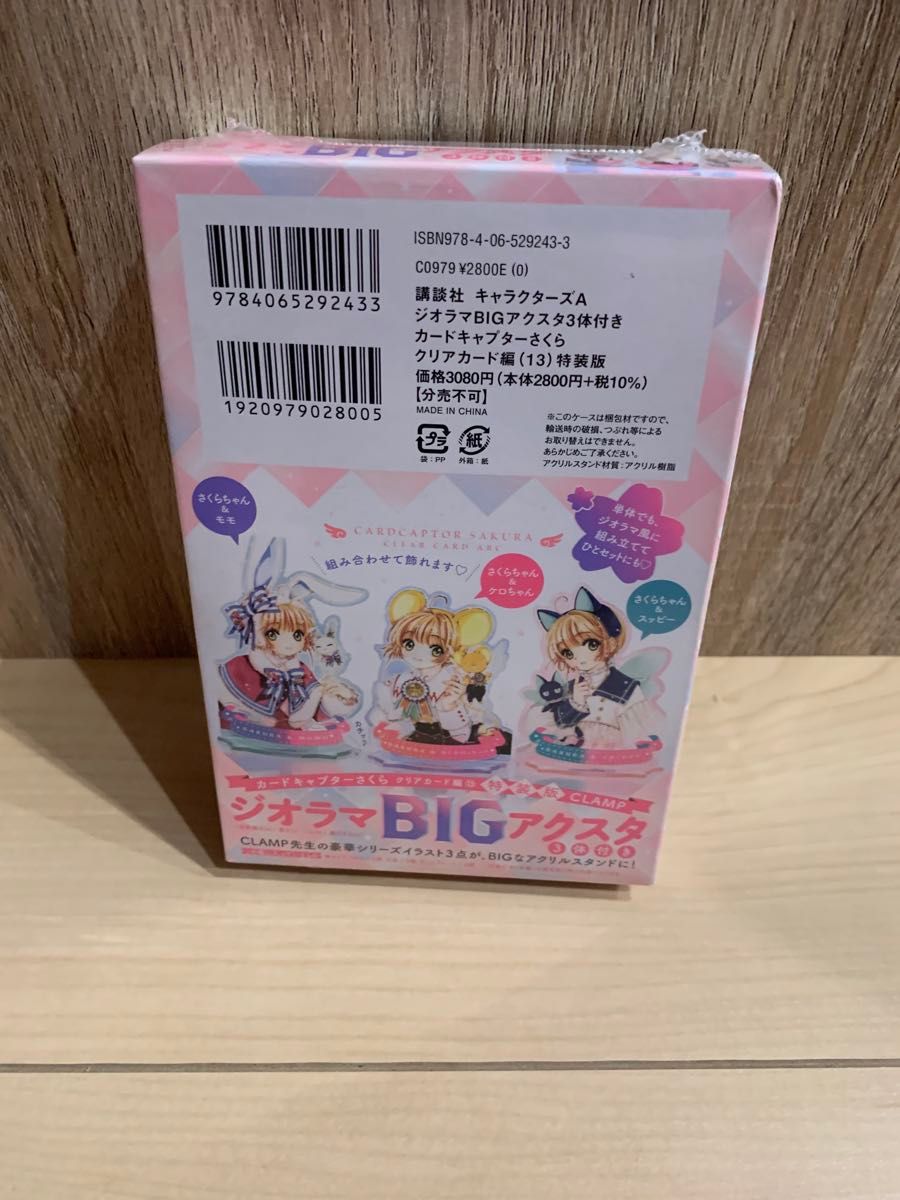 BIG
ISBN978-4-06-529243-3
C0979 ¥2800E (0)
9784065292433
講談社 キャラクターズA
ジオラマBIGアクスタ3体付き
カードキャプターさくら
クリアカード編(13)特装版
価格3080円(本体2800円+税10%)
【分売不可】
MADE IN CHINA
1920979028005
プラ
袋:PP
紙
外箱:紙
※このケースは梱包材ですので、
輸送時の破損、つぶれ等による
お取り替えはできません。
あらかじめご了承ください。
アクリルスタンド材質:アクリル樹脂
さくらちゃん
&
モモ
CARDCAPTOR SAKURA
CLEAR CARD ARC
組み合わせて飾れます♡
単体でも、
ジオラマ風に
組み立てて
ひとセットにも♡
さくらちゃん
&
ケロちゃん
さくらちゃん
&
スッピー
カチッ♪
カードキャプターさくら クリアカード編⑬ 特装版 CLAMP
ジオラマBIGアクスタ
3体付き
CLAMP先生の豪華シリーズイラスト3点が、BIGなアクリルスタンドに!